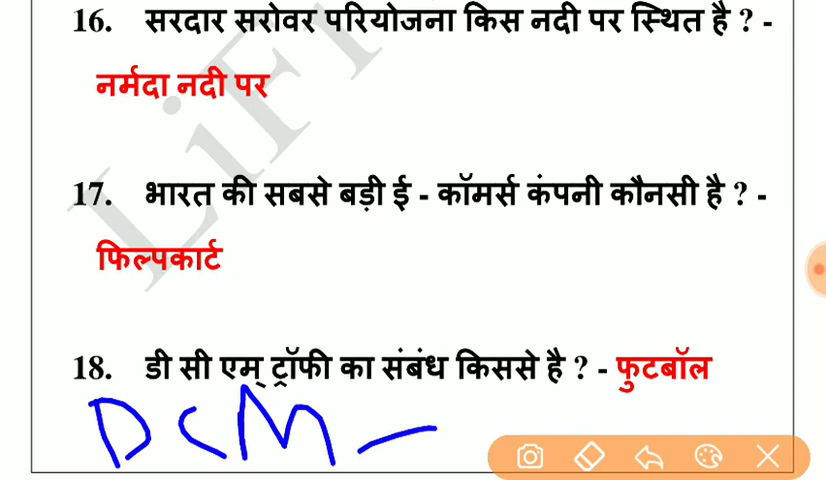 16. सरदार सरोवर परियोजना किस नदी पर स्थित है ? -
नर्मदा नदी पर
17. भारत की सबसे बड़ी ई - कॉमर्स कंपनी कौनसी है ? -
फिल्पकार्ट
18. डी सी एम् ट्रॉफी का संबंध किससे है ? - फुटबॉल
DCM -